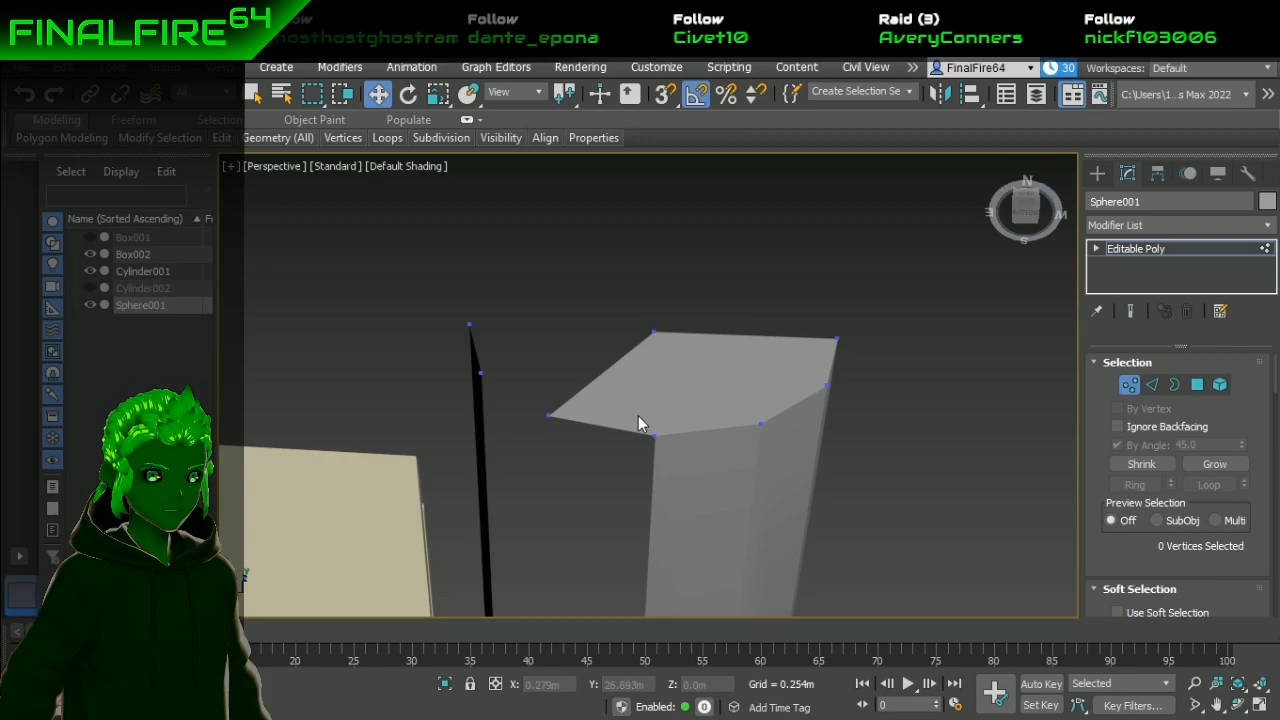 FINALFIRE64
Follow
dante_epona
Follow
Civet10
Raid (3)
AveryConners
Follow
nickf103006
Create Modifiers Animation Graph Editors Rendering Customize Scripting Content Civil View FinalFire64 30 Workspaces: Default
All View Create Selection Se C:\Users\1...s Max 2022
Modeling Freeform Selection Object Paint Populate
Polygon Modeling Modify Selection Edit Geometry (All) Vertices Loops Subdivision Visibility Align Properties
Select Display Edit
Name (Sorted Ascending) ▲ Fr
Box001
Box002
Cylinder001
Cylinder002
Sphere001
[+] [Perspective] [Standard] [Default Shading]
N
E W
S
Sphere001
Modifier List
Editable Poly
Selection
By Vertex
Ignore Backfacing
By Angle: 45.0
Shrink Grow
Ring Loop
Preview Selection
Off SubObj Multi
0 Vertices Selected
Soft Selection
Use Soft Selection
20 25 30 35 40 45 50 55 60 65 70 75 80 85 90 95 100
X: 0.279m Y: 26.893m Z: 0.0m Grid = 0.254m
Enabled: 0 Add Time Tag
0
Auto Key Selected
Set Key Key Filters...